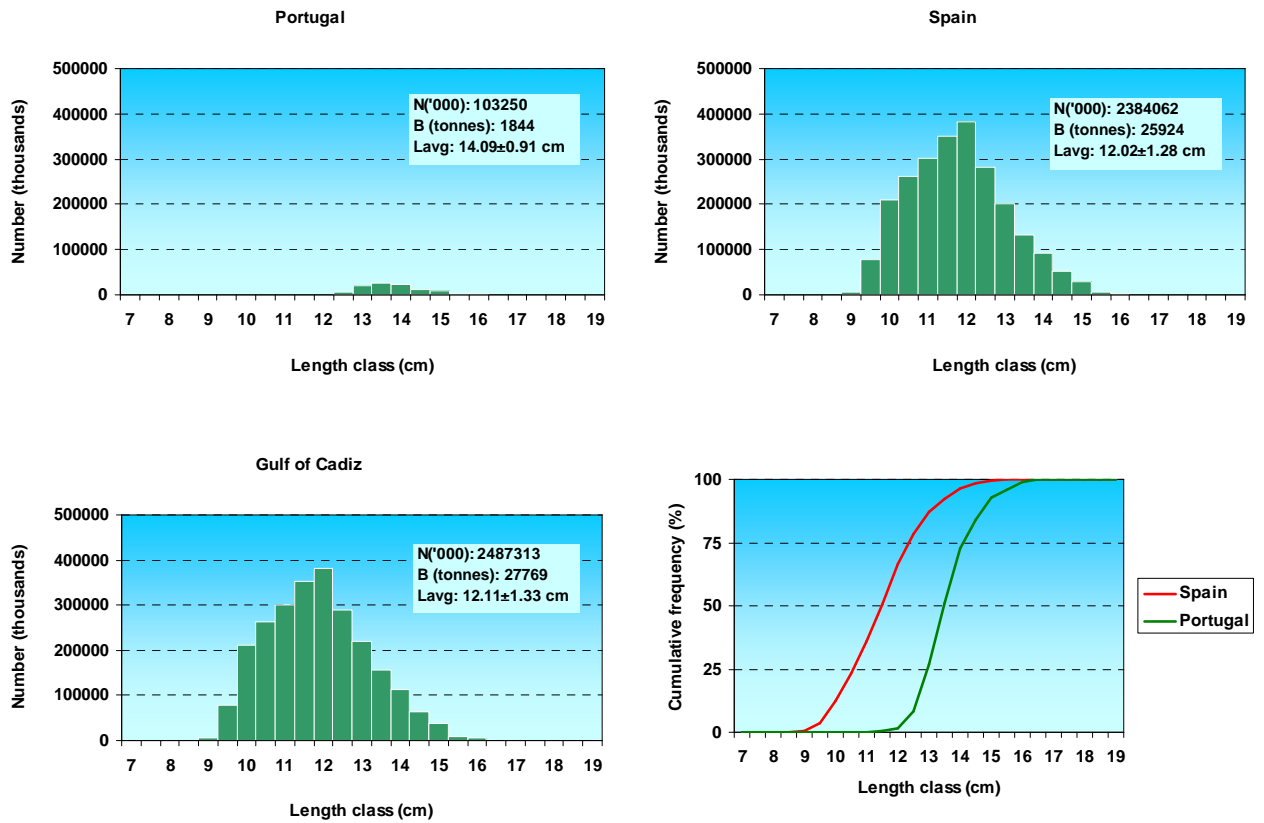 Portugal
500000
400000
300000
200000
100000
0
Number (thousands)
N('000): 103250
B (tonnes): 1844
Lavg: 14.09±0.91 cm
7 8 9 10 11 12 13 14 15 16 17 18 19
Length class (cm)
Spain
500000
400000
300000
200000
100000
0
Number (thousands)
N('000): 2384062
B (tonnes): 25924
Lavg: 12.02±1.28 cm
7 8 9 10 11 12 13 14 15 16 17 18 19
Length class (cm)
Gulf of Cadiz
500000
400000
300000
200000
100000
0
Number (thousands)
N('000): 2487313
B (tonnes): 27769
Lavg: 12.11±1.33 cm
7 8 9 10 11 12 13 14 15 16 17 18 19
Length class (cm)
100
75
50
25
0
Cumulative frequency (%)
7 8 9 10 11 12 13 14 15 16 17 18 19
Length class (cm)
Spain
Portugal